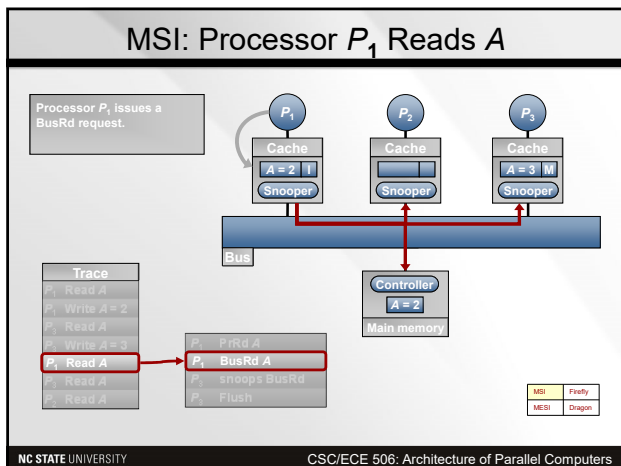 MSI: Processor P1 Reads A
Processor P1 issues a
BusRd request.
P1
P2
P3
Cache
Cache
Cache
A = 2 I
A = 3 M
Snooper
Snooper
Snooper
Bus
Controller
A = 2
Main memory
Trace
P1 Read A
P1 Write A = 2
P3 Read A
P3 Write A = 3
P1 Read A
P3 Read A
P2 Read A
P1 PrRd A
P1 BusRd A
P3 snoops BusRd
P3 Flush
MSI Firefly
MESI Dragon
NC STATE UNIVERSITY
CSC/ECE 506: Architecture of Parallel Computers